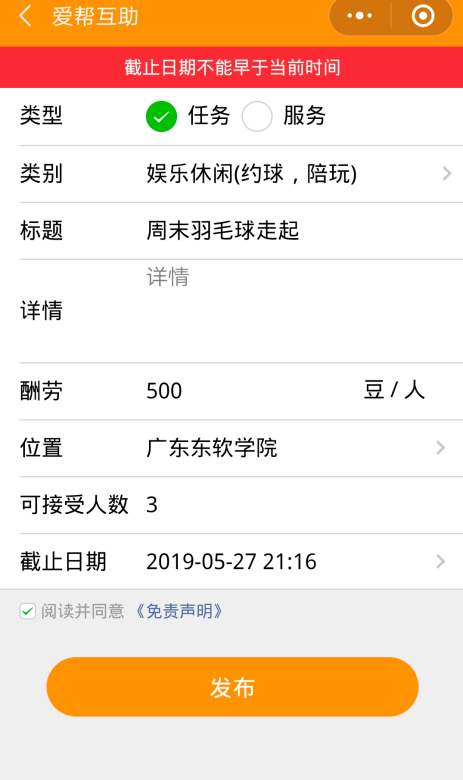 爱帮互助
截止日期不能早于当前时间
类型 任务 服务
类别 娱乐休闲(约球，陪玩)
标题 周末羽毛球走起
详情 详情
酬劳 500 豆 / 人
位置 广东东软学院
可接受人数 3
截止日期 2019-05-27 21:16
阅读并同意《免责声明》
发布